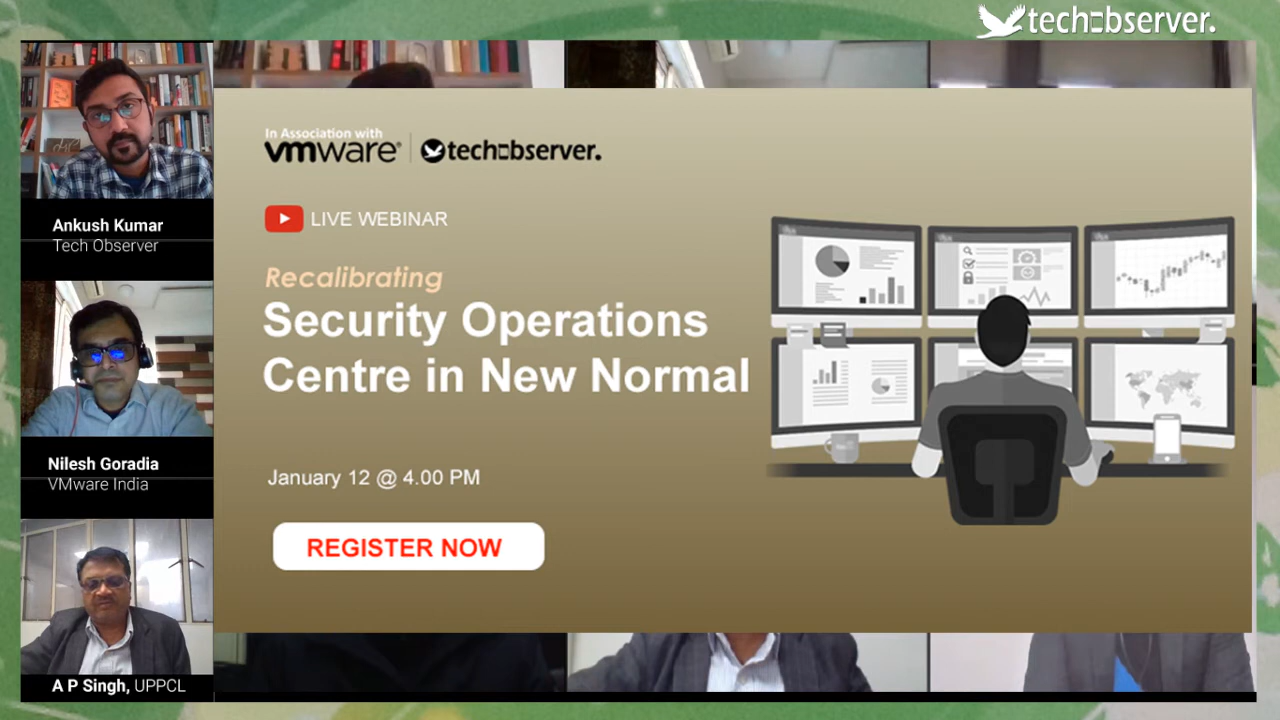 techobserver.
Ankush Kumar
Tech Observer
Nilesh Goradia
VMware India
A P Singh, UPPCL
In Association with
vmware® techobserver.
LIVE WEBINAR
Recalibrating
Security Operations
Centre in New Normal
January 12 @ 4.00 PM
REGISTER NOW